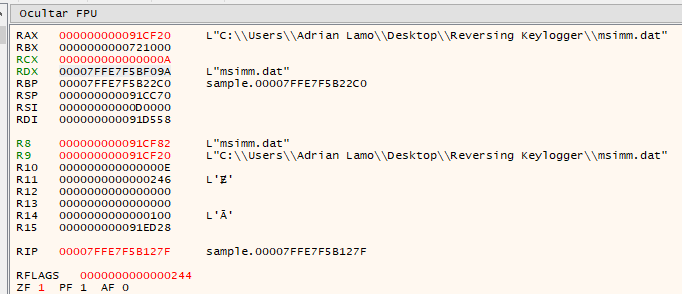 Ocultar FPU
RAX 000000000091CF20 L"C:\\Users\\Adrian Lamo\\Desktop\\Reversing Keylogger\\msimm.dat"
RBX 0000000000721000
RCX 000000000000000A
RDX 00007FFE7F5BF09A L"msimm.dat"
RBP 00007FFE7F5B22C0 sample.00007FFE7F5B22C0
RSP 000000000091CC70
RSI 00000000000D0000
RDI 000000000091D558
R8 000000000091CF82 L"msimm.dat"
R9 000000000091CF20 L"C:\\Users\\Adrian Lamo\\Desktop\\Reversing Keylogger\\msimm.dat"
R10 000000000000000E
R11 0000000000000246 L'Ɇ'
R12 0000000000000000
R13 0000000000000000
R14 0000000000000100 L'Ā'
R15 000000000091ED28
RIP 00007FFE7F5B127F sample.00007FFE7F5B127F
RFLAGS 0000000000000244
ZF 1 PF 1 AF 0